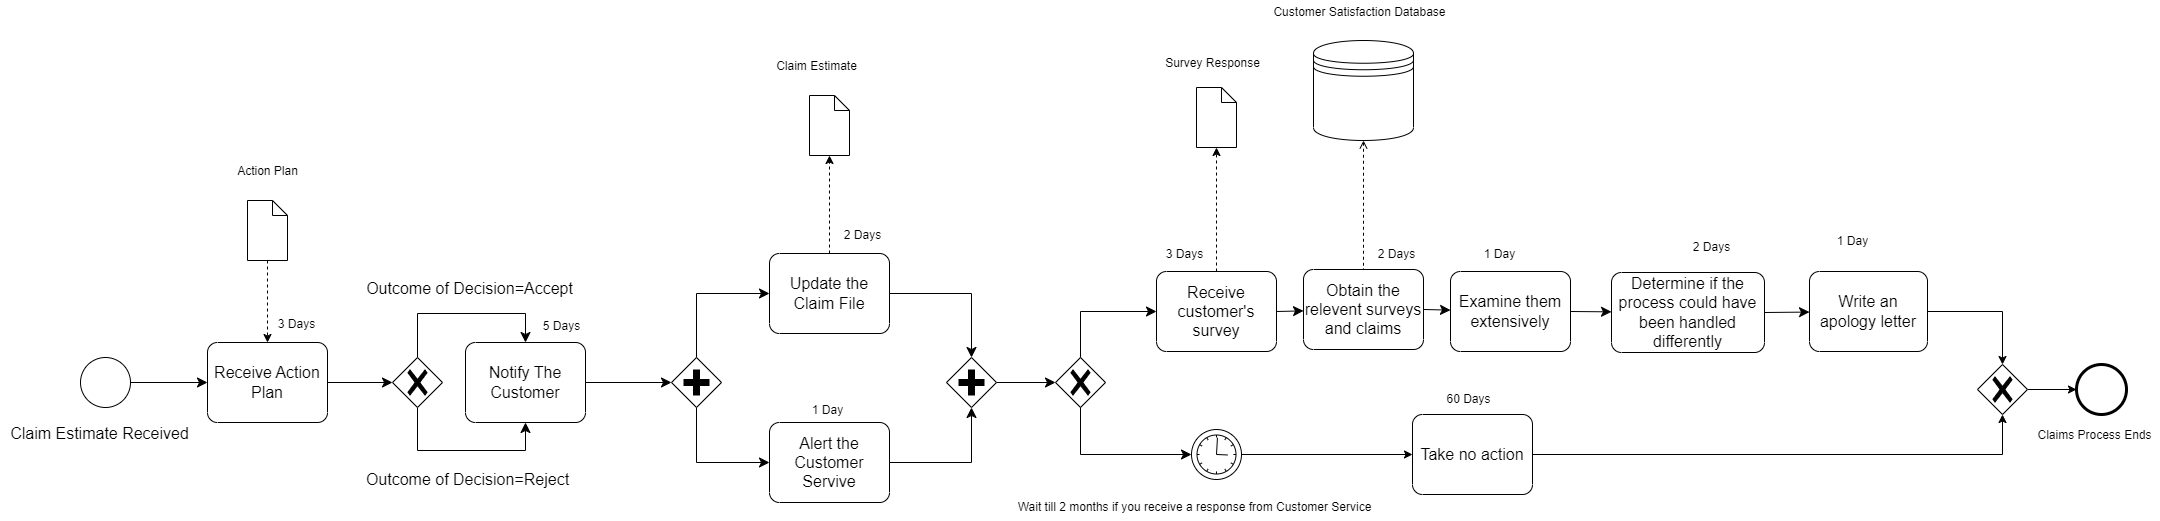 Customer Satisfaction Database
Claim Estimate
Survey Response
Action Plan
2 Days
3 Days
2 Days
1 Day
2 Days
1 Day
Outcome of Decision=Accept
3 Days
5 Days
Update the
Claim File
Receive
customer's
survey
Obtain the
relevent surveys
and claims
Examine them
extensively
Determine if the
process could have
been handled
differently
Write an
apology letter
Receive Action
Plan
Notify The
Customer
Claim Estimate Received
1 Day
60 Days
Alert the
Customer
Servive
Take no action
Claims Process Ends
Outcome of Decision=Reject
Wait till 2 months if you receive a response from Customer Service